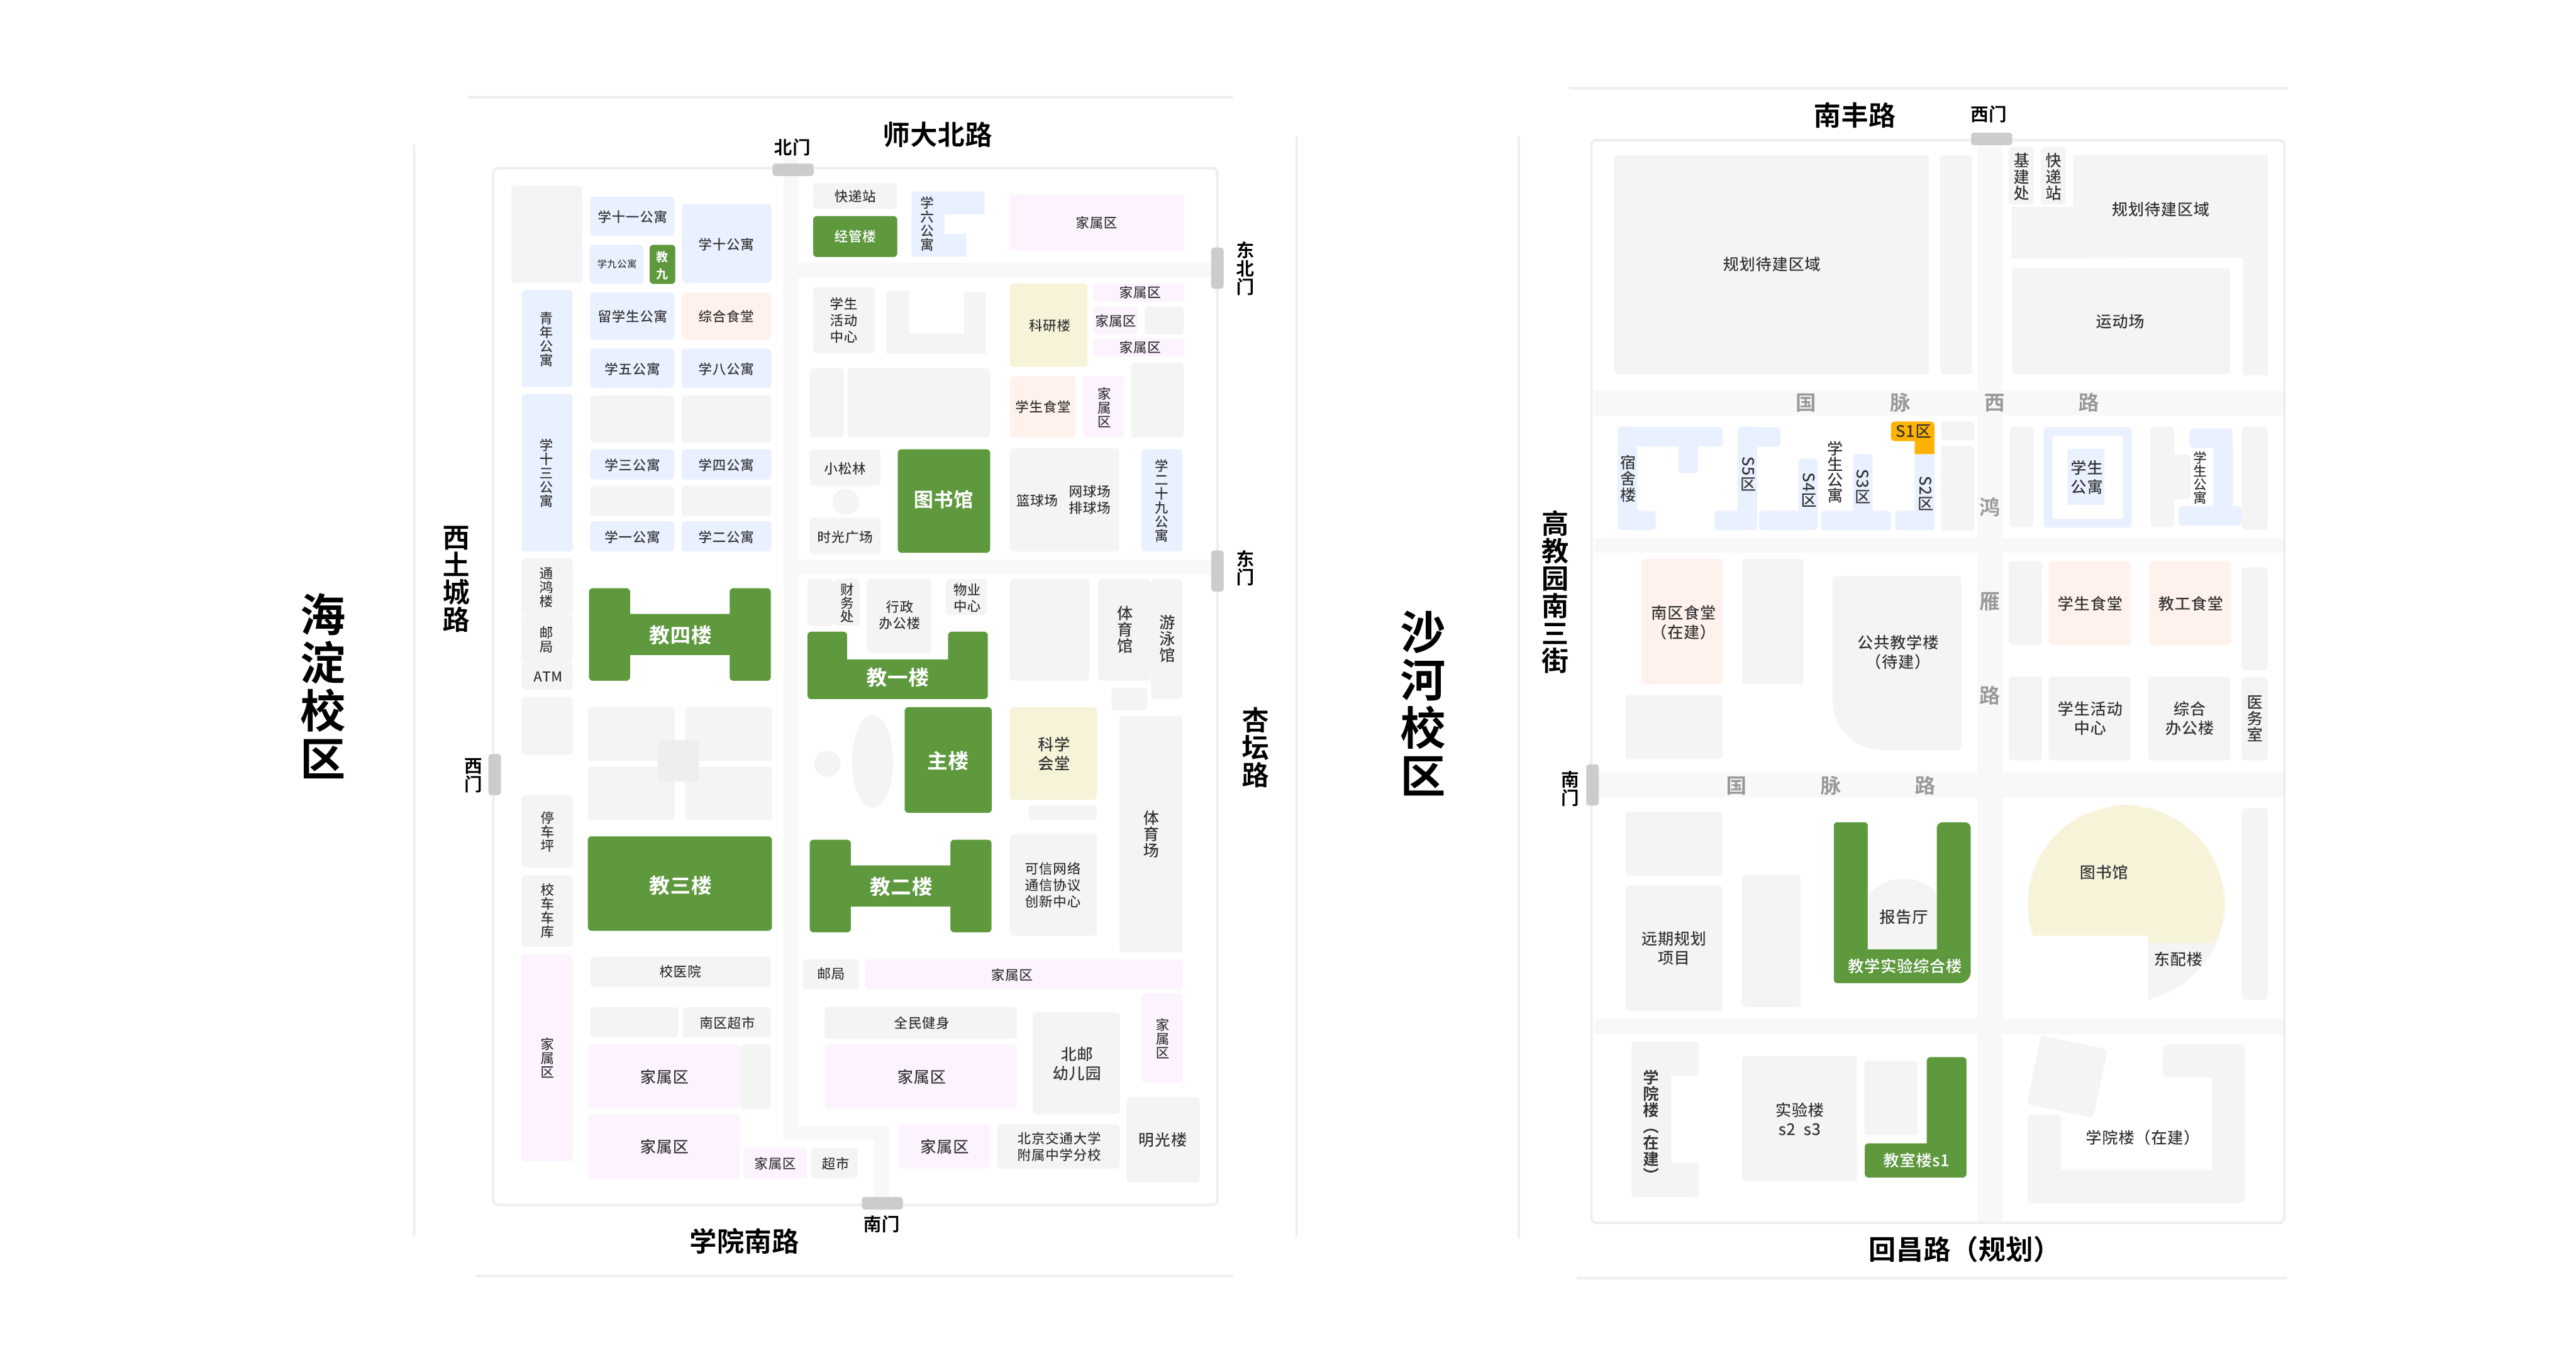 海淀校区
西土城路
师大北路
北门
东北门
东门
杏坛路
西门
南门
学院南路
学十一公寓
学十公寓
学九公寓
教九
快递站
经管楼
学六公寓
家属区
青年公寓
留学生公寓
综合食堂
学五公寓
学八公寓
学生
活动
中心
科研楼
家属区
家属区
家属区
学生食堂
家属区
学十三公寓
学三公寓
学四公寓
学一公寓
学二公寓
小松林
时光广场
图书馆
篮球场
网球场
排球场
学二十九公寓
通鸿楼
邮局
ATM
教四楼
财务处
行政
办公楼
物业
中心
教一楼
体育馆
游泳馆
主楼
科学
会堂
体育场
停车坪
校车车库
教三楼
教二楼
可信网络
通信协议
创新中心
校医院
邮局
家属区
家属区
南区超市
全民健身
家属区
家属区
家属区
北邮
幼儿园
家属区
家属区
家属区
超市
家属区
北京交通大学
附属中学分校
明光楼
沙河校区
高教园南三街
南丰路
西门
南门
回昌路（规划）
规划待建区域
基建处
快递站
规划待建区域
运动场
国脉西路
宿舍楼
S5区
S4区
学生公寓
S3区
S1区
S2区
学生
公寓
学生公寓
鸿雁路
南区食堂
（在建）
公共教学楼
（待建）
学生食堂
教工食堂
学生活动
中心
综合
办公楼
医务室
国脉路
远期规划
项目
报告厅
教学实验综合楼
图书馆
东配楼
学院楼（在建）
实验楼
s2 s3
教室楼s1
学院楼（在建）